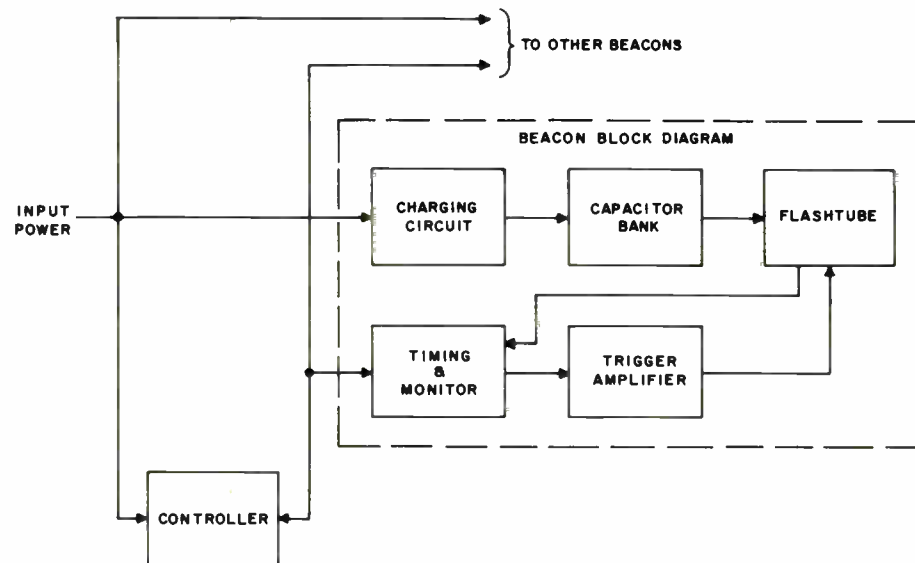 TO OTHER BEACONS
BEACON BLOCK DIAGRAM
INPUT
POWER
CHARGING
CIRCUIT
CAPACITOR
BANK
FLASHTUBE
TIMING
&
MONITOR
TRIGGER
AMPLIFIER
CONTROLLER